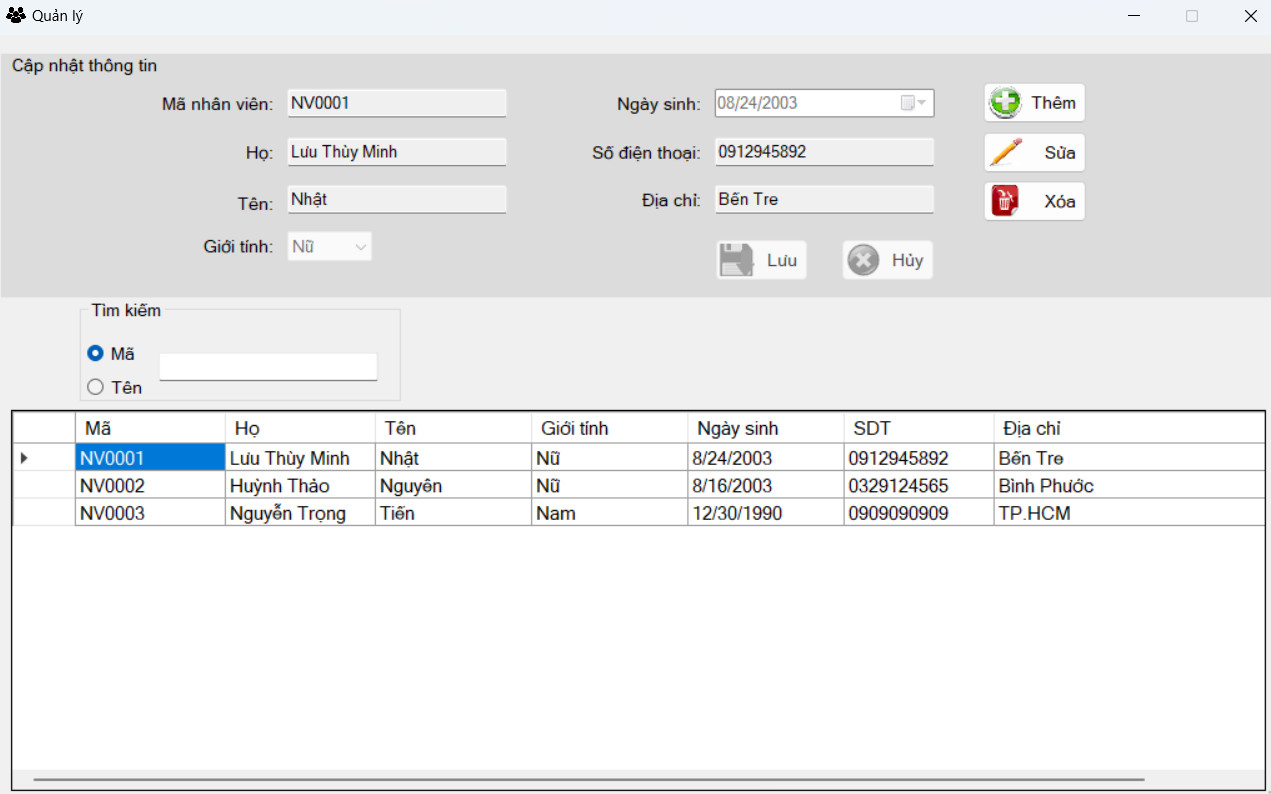 Quản lý
Cập nhật thông tin
Mã nhân viên: NV0001 Ngày sinh: 08/24/2003 Thêm
Họ: Lưu Thùy Minh Số điện thoại: 0912945892 Sửa
Tên: Nhật Địa chỉ: Bến Tre Xóa
Giới tính: Nữ Lưu Hủy
Tìm kiếm
Mã
Tên
Mã Họ Tên Giới tính Ngày sinh SDT Địa chỉ
NV0001 Lưu Thùy Minh Nhật Nữ 8/24/2003 0912945892 Bến Tre
NV0002 Huỳnh Thảo Nguyên Nữ 8/16/2003 0329124565 Bình Phước
NV0003 Nguyễn Trọng Tiến Nam 12/30/1990 0909090909 TP.HCM